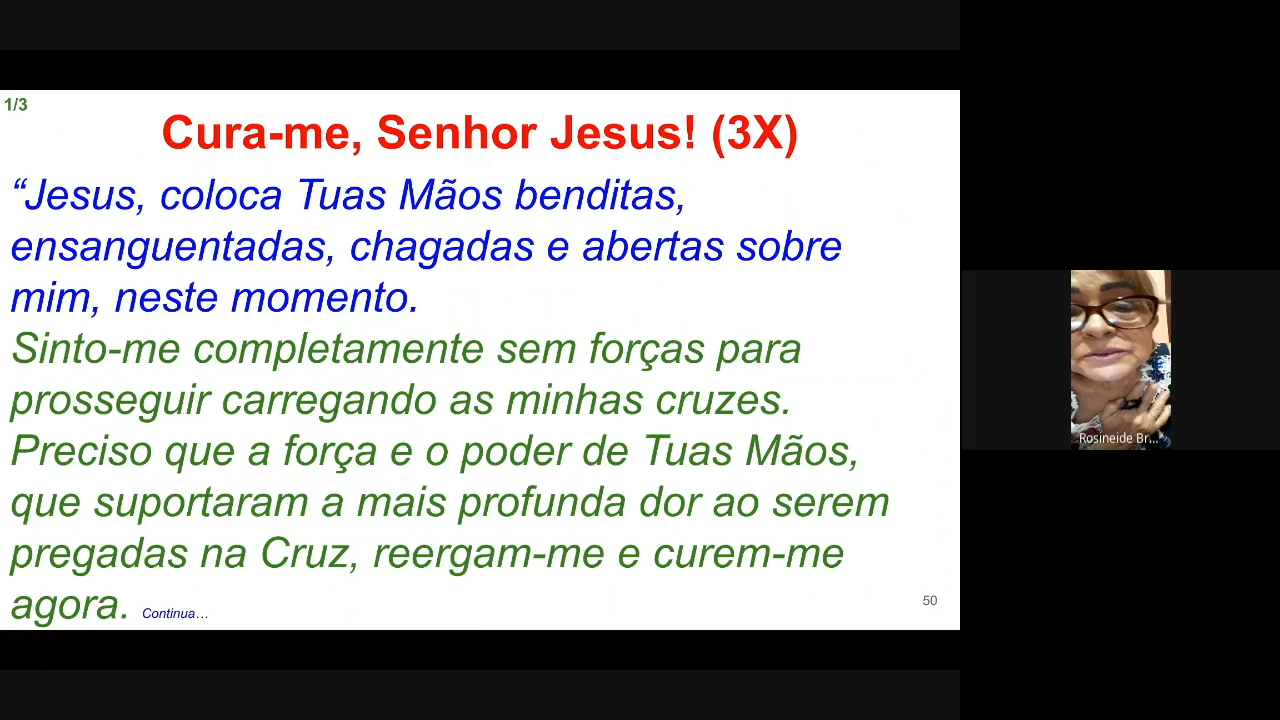 1/3
Cura-me, Senhor Jesus! (3X)
“Jesus, coloca Tuas Mãos benditas,
ensanguentadas, chagadas e abertas sobre
mim, neste momento.
Sinto-me completamente sem forças para
prosseguir carregando as minhas cruzes.
Preciso que a força e o poder de Tuas Mãos,
que suportaram a mais profunda dor ao serem
pregadas na Cruz, reergam-me e curem-me
agora. Continua…
50
Rosineide Br...